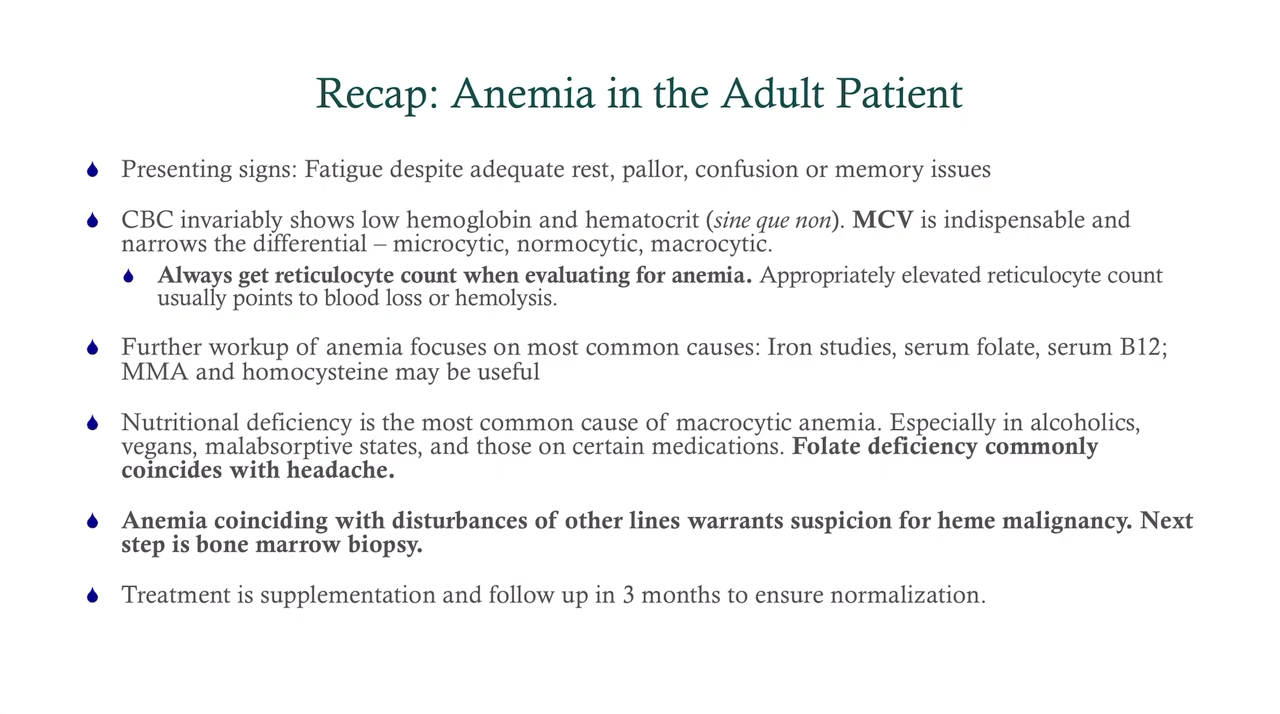 Recap: Anemia in the Adult Patient
Presenting signs: Fatigue despite adequate rest, pallor, confusion or memory issues
CBC invariably shows low hemoglobin and hematocrit (sine que non). MCV is indispensable and
narrows the differential – microcytic, normocytic, macrocytic.
Always get reticulocyte count when evaluating for anemia. Appropriately elevated reticulocyte count
usually points to blood loss or hemolysis.
Further workup of anemia focuses on most common causes: Iron studies, serum folate, serum B12;
MMA and homocysteine may be useful
Nutritional deficiency is the most common cause of macrocytic anemia. Especially in alcoholics,
vegans, malabsorptive states, and those on certain medications. Folate deficiency commonly
coincides with headache.
Anemia coinciding with disturbances of other lines warrants suspicion for heme malignancy. Next
step is bone marrow biopsy.
Treatment is supplementation and follow up in 3 months to ensure normalization.